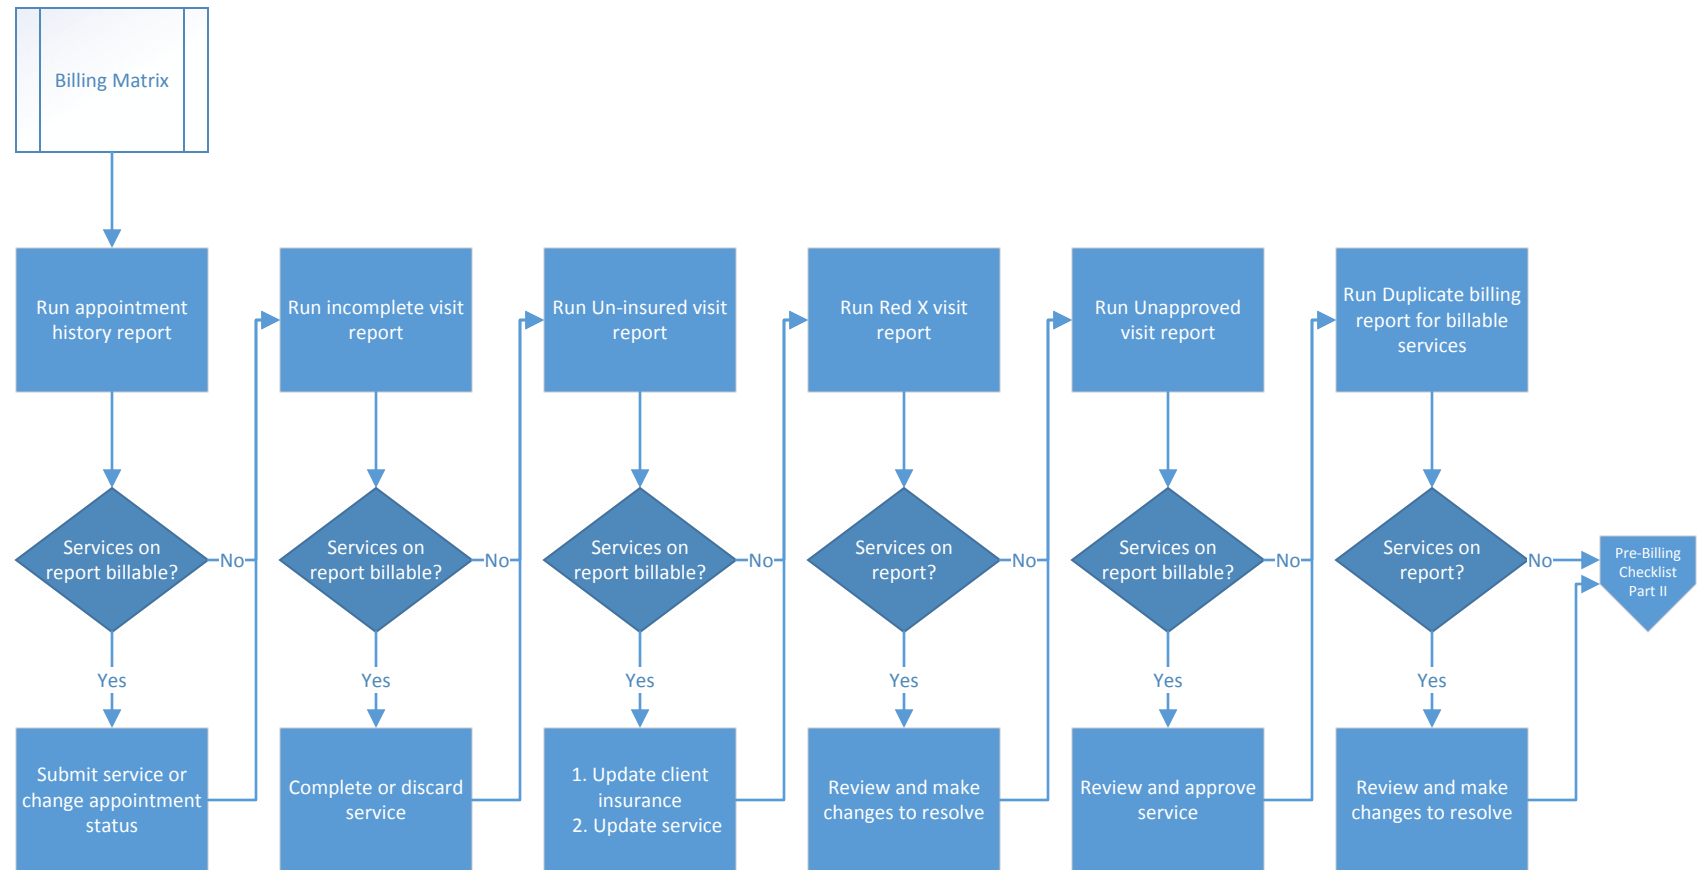 Billing Matrix
Run appointment
history report
Run incomplete visit
report
Run Un-insured visit
report
Run Red X visit
report
Run Unapproved
visit report
Run Duplicate billing
report for billable
services
Services on
report billable?
No
Services on
report billable?
No
Services on
report billable?
No
Services on
report?
No
Services on
report billable?
No
Services on
report?
No
Pre-Billing
Checklist
Part II
Yes
Yes
Yes
Yes
Yes
Yes
Submit service or
change appointment
status
Complete or discard
service
1. Update client
insurance
2. Update service
Review and make
changes to resolve
Review and approve
service
Review and make
changes to resolve